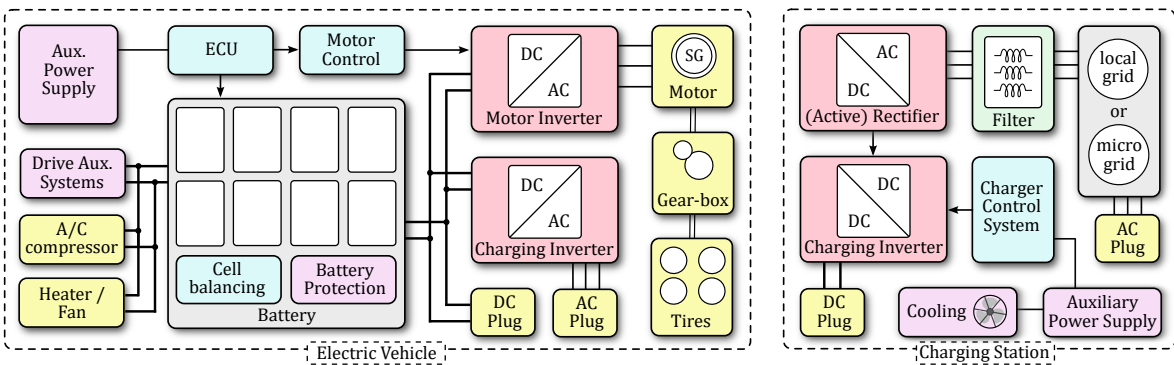 Aux.
Power
Supply
ECU
Motor
Control
DC
AC
Motor Inverter
SG
Motor
Drive Aux.
Systems
A/C
compressor
Heater /
Fan
Cell
balancing
Battery
Protection
Battery
DC
AC
Charging Inverter
Gear-box
DC
Plug
AC
Plug
Tires
Electric Vehicle
AC
DC
(Active) Rectifier
Filter
local
grid
or
micro
grid
DC
DC
Charging Inverter
Charger
Control
System
AC
Plug
DC
Plug
Cooling
Auxiliary
Power Supply
Charging Station